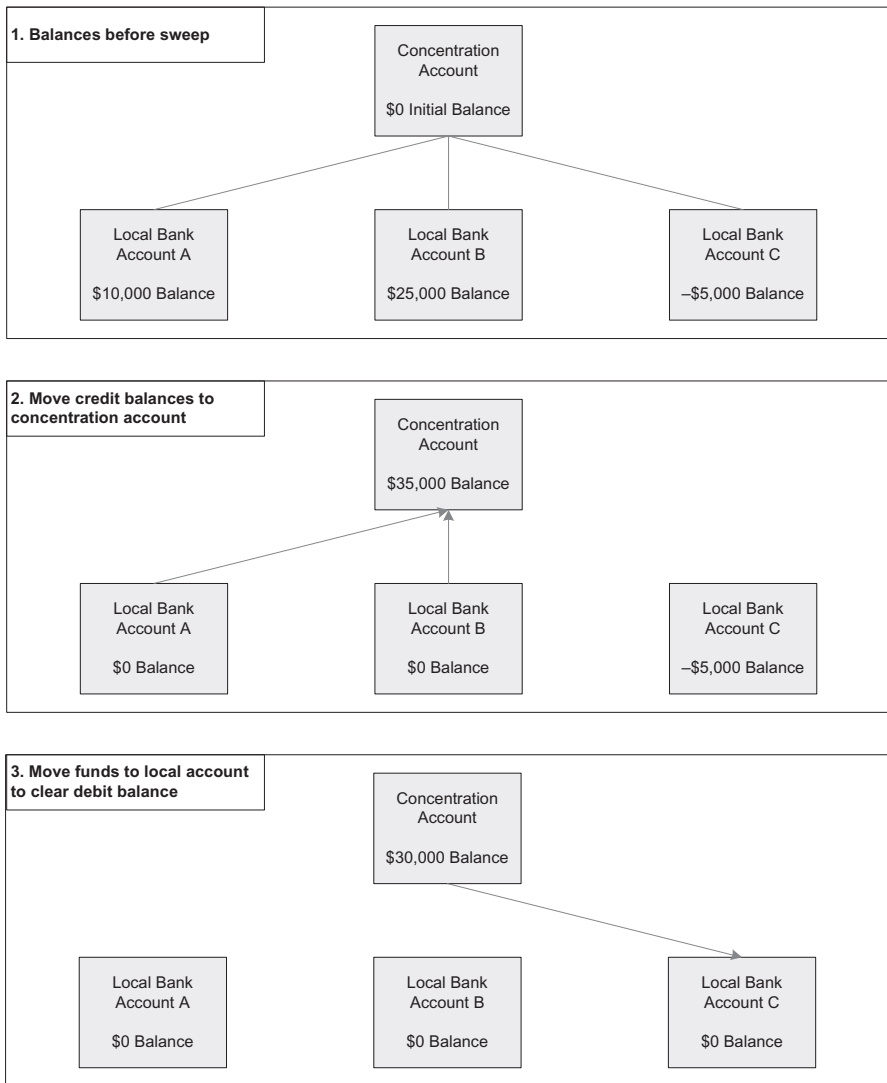 1. Balances before sweep
Concentration
Account
$0 Initial Balance
Local Bank
Account A
$10,000 Balance
Local Bank
Account B
$25,000 Balance
Local Bank
Account C
–$5,000 Balance
2. Move credit balances to
concentration account
Concentration
Account
$35,000 Balance
Local Bank
Account A
$0 Balance
Local Bank
Account B
$0 Balance
Local Bank
Account C
–$5,000 Balance
3. Move funds to local account
to clear debit balance
Concentration
Account
$30,000 Balance
Local Bank
Account A
$0 Balance
Local Bank
Account B
$0 Balance
Local Bank
Account C
$0 Balance